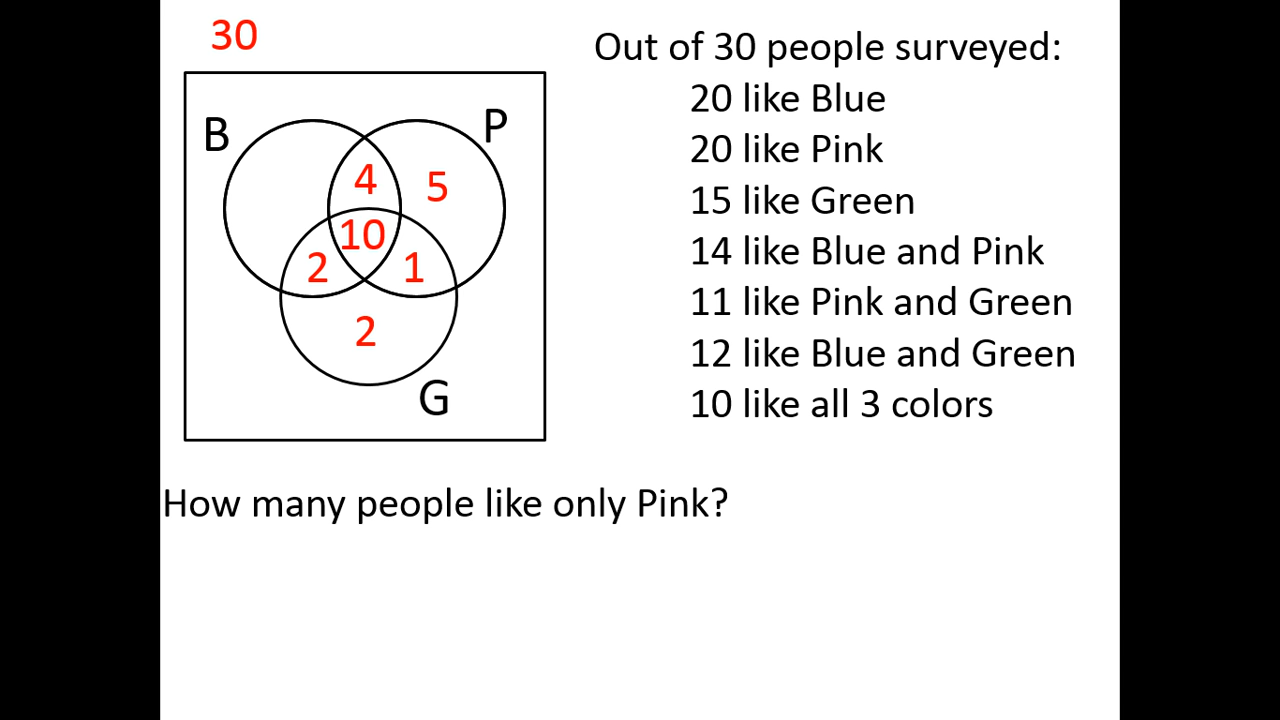 30
Out of 30 people surveyed:
20 like Blue
20 like Pink
15 like Green
14 like Blue and Pink
11 like Pink and Green
12 like Blue and Green
10 like all 3 colors
B
P
4
5
10
2
1
2
G
How many people like only Pink?